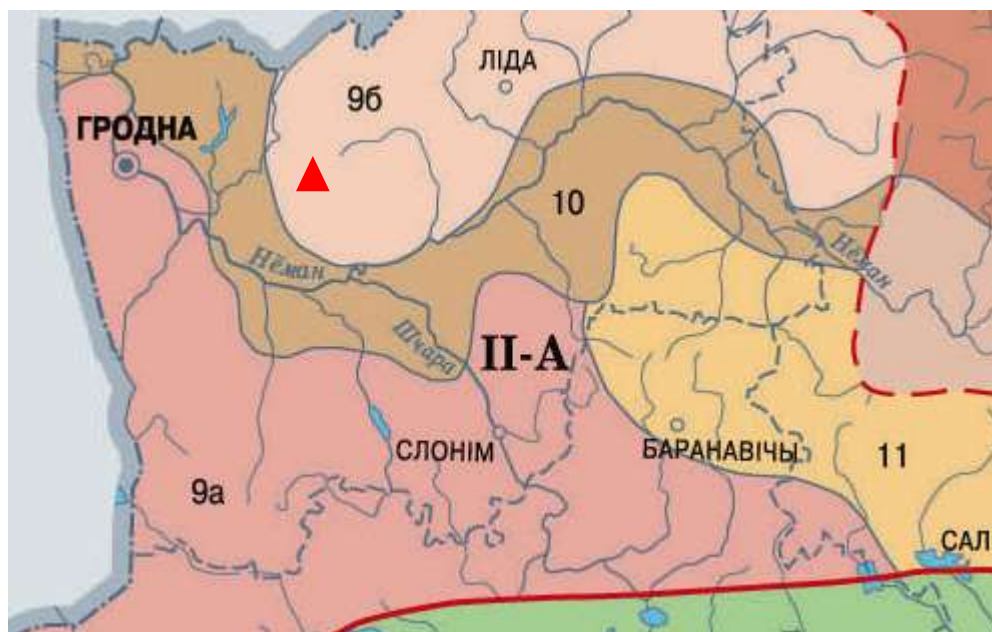 ЛІДА
9б
ГРОДНА
10
Нёман
Нёман
Шчара
II-А
СЛОНІМ
БАРАНАВІЧЫ
11
9а
САЛ